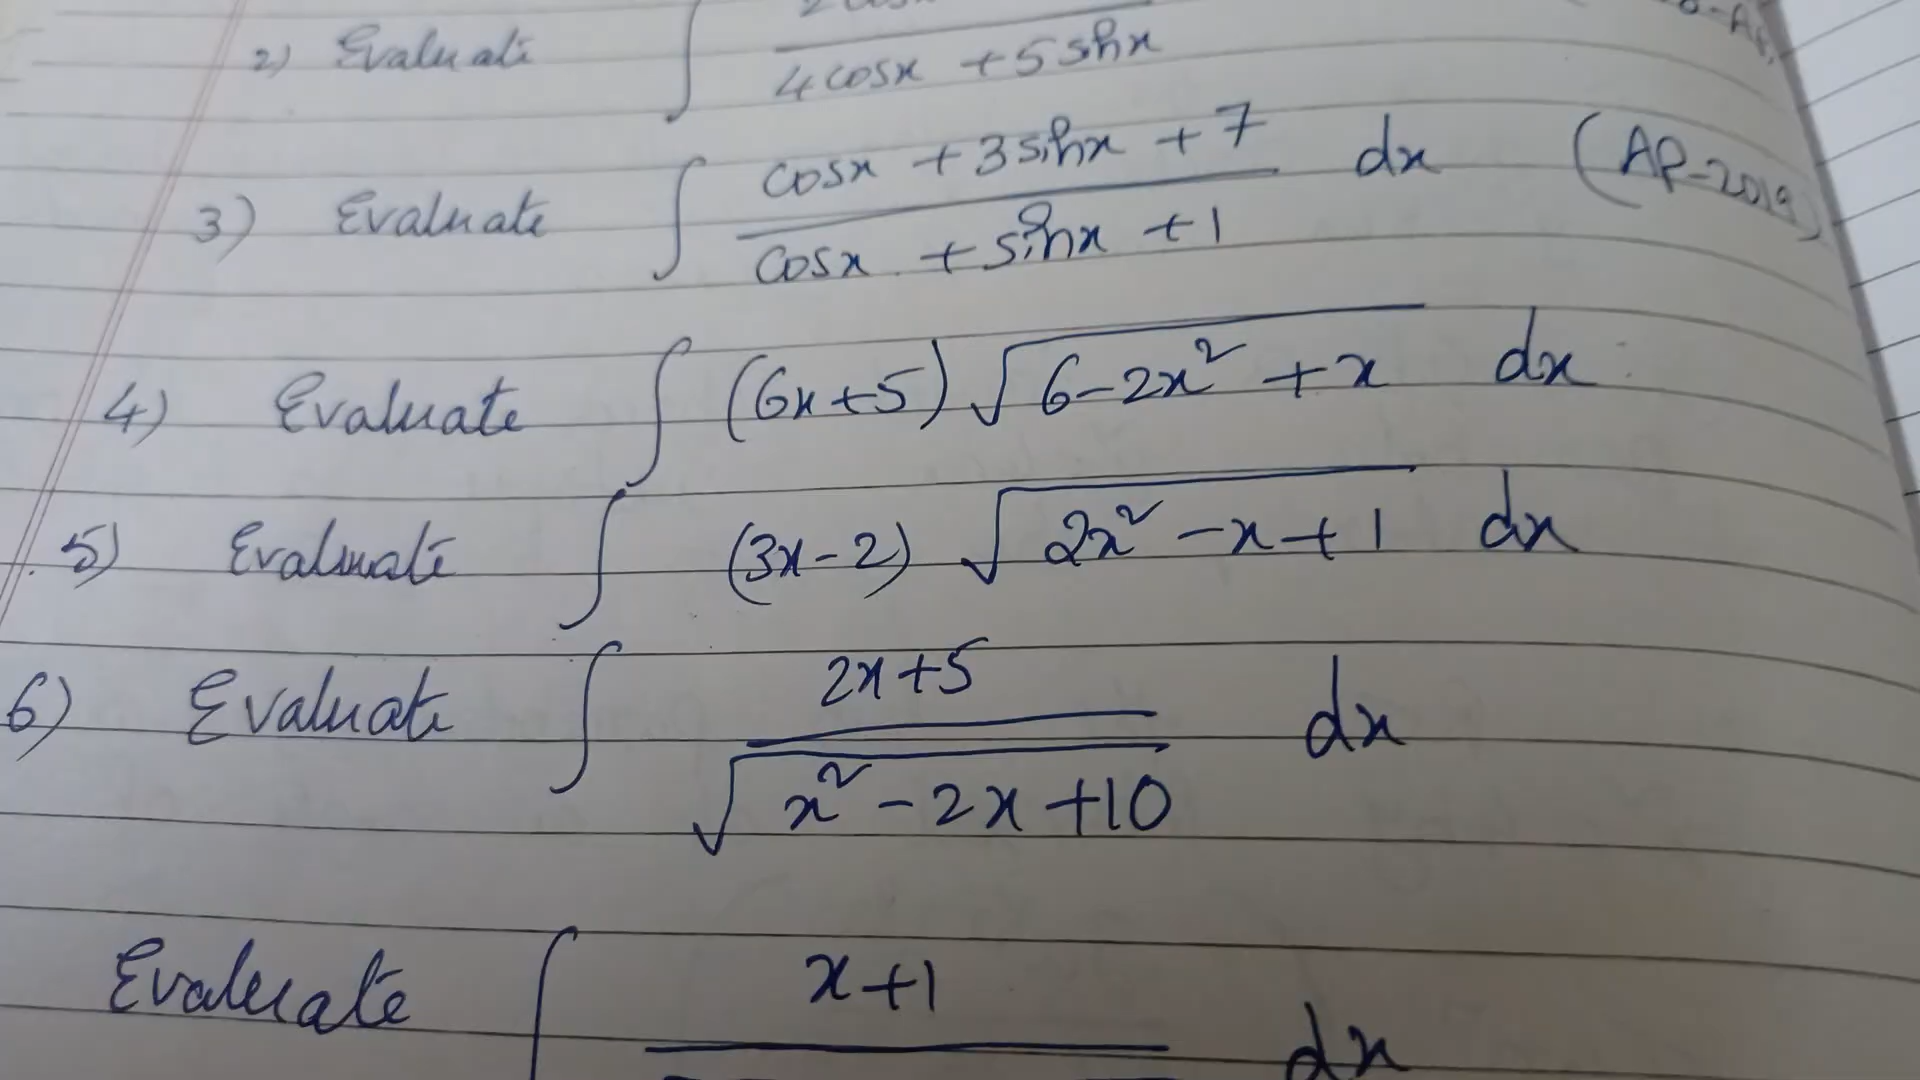 2) Evaluate ∫ / 4cosx + 5sinx
3) Evaluate ∫ (cosx + 3sinx + 7) / (cosx + sinx + 1) dx (AP-2019)
4) Evaluate ∫ (6x+5) √(6-2x² + x) dx
5) Evaluate ∫ (3x-2) √(2x² - x + 1) dx
6) Evaluate ∫ (2x+5) / √(x² - 2x + 10) dx
Evaluate ∫ x+1 dx